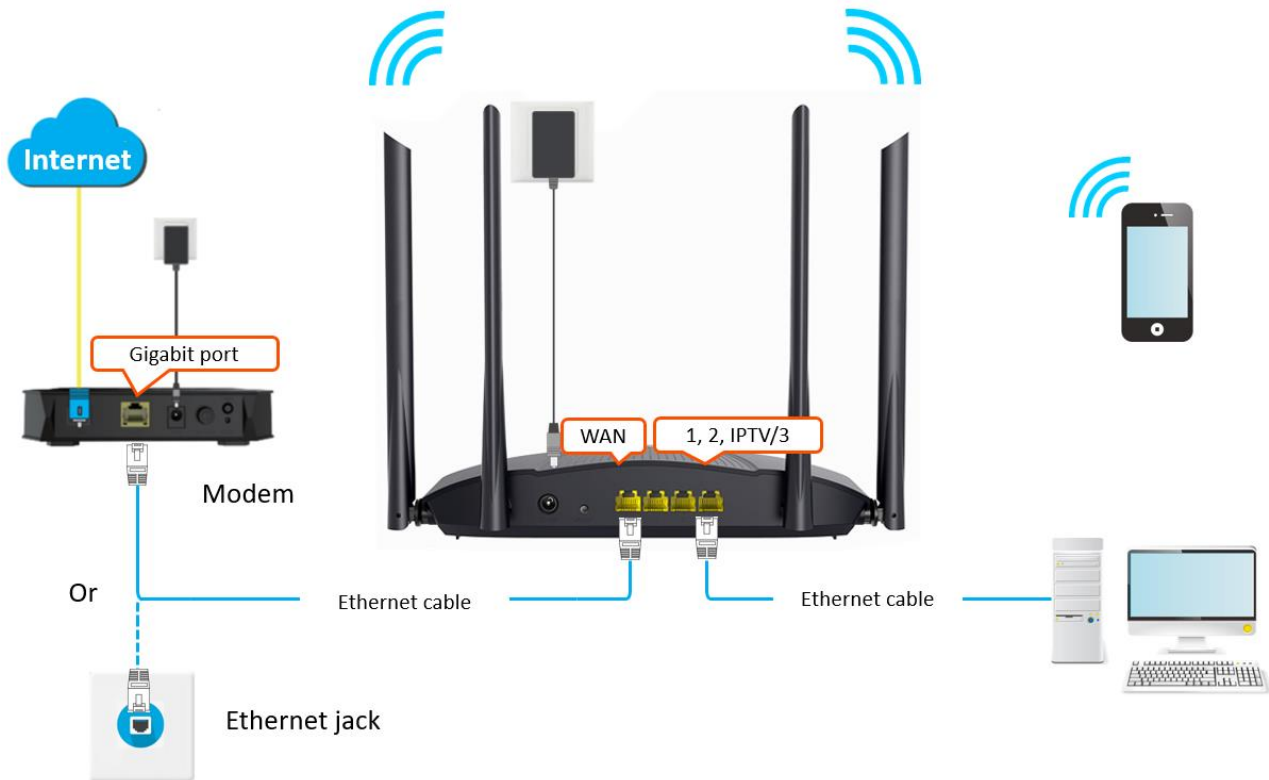 Internet
Gigabit port
WAN
1, 2, IPTV/3
Modem
Or
Ethernet cable
Ethernet cable
Ethernet jack